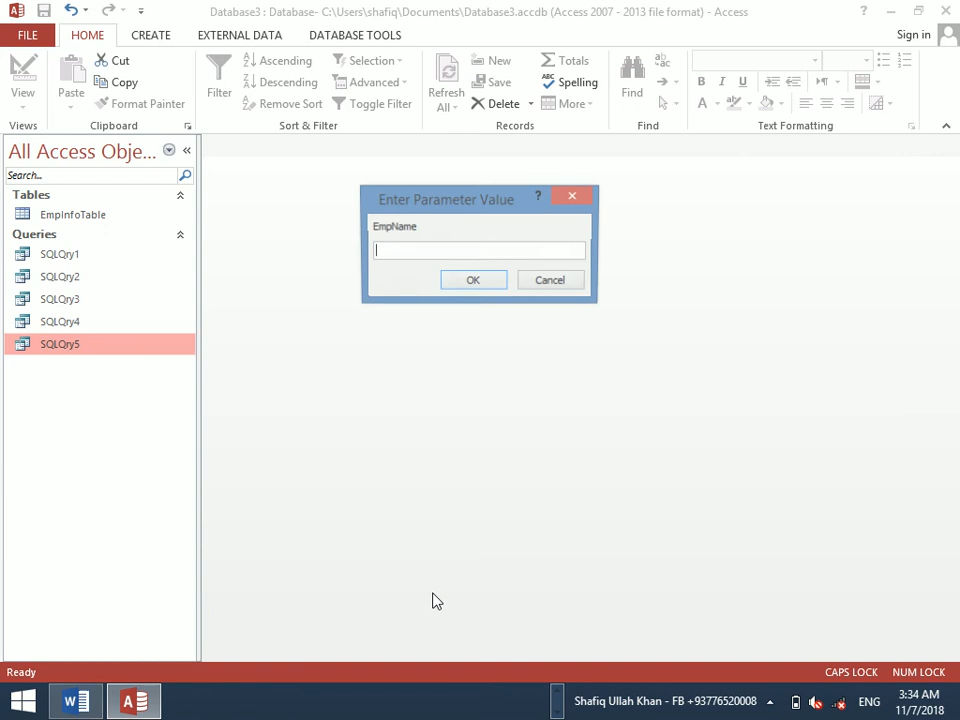 Database3 : Database- C:\Users\shafiq\Documents\Database3.accdb (Access 2007 - 2013 file format) - Access
FILE HOME CREATE EXTERNAL DATA DATABASE TOOLS Sign in
View
Views
Paste
Cut
Copy
Format Painter
Clipboard
Filter
Ascending
Descending
Remove Sort
Selection
Advanced
Toggle Filter
Sort & Filter
Refresh
All
New
Save
Delete
Totals
Spelling
More
Records
Find
Find
Text Formatting
All Access Obje...
Search...
Tables
EmpInfoTable
Queries
SQLQry1
SQLQry2
SQLQry3
SQLQry4
SQLQry5
Enter Parameter Value
EmpName
OK Cancel
Ready CAPS LOCK NUM LOCK
Shafiq Ullah Khan - FB +93776520008 ENG
3:34 AM
11/7/2018